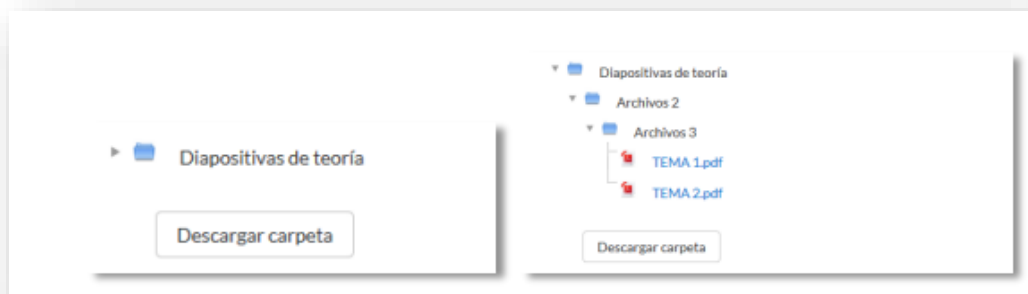 Diapositivas de teoría
Descargar carpeta
Diapositivas de teoría
Archivos 2
Archivos 3
TEMA 1.pdf
TEMA 2.pdf
Descargar carpeta